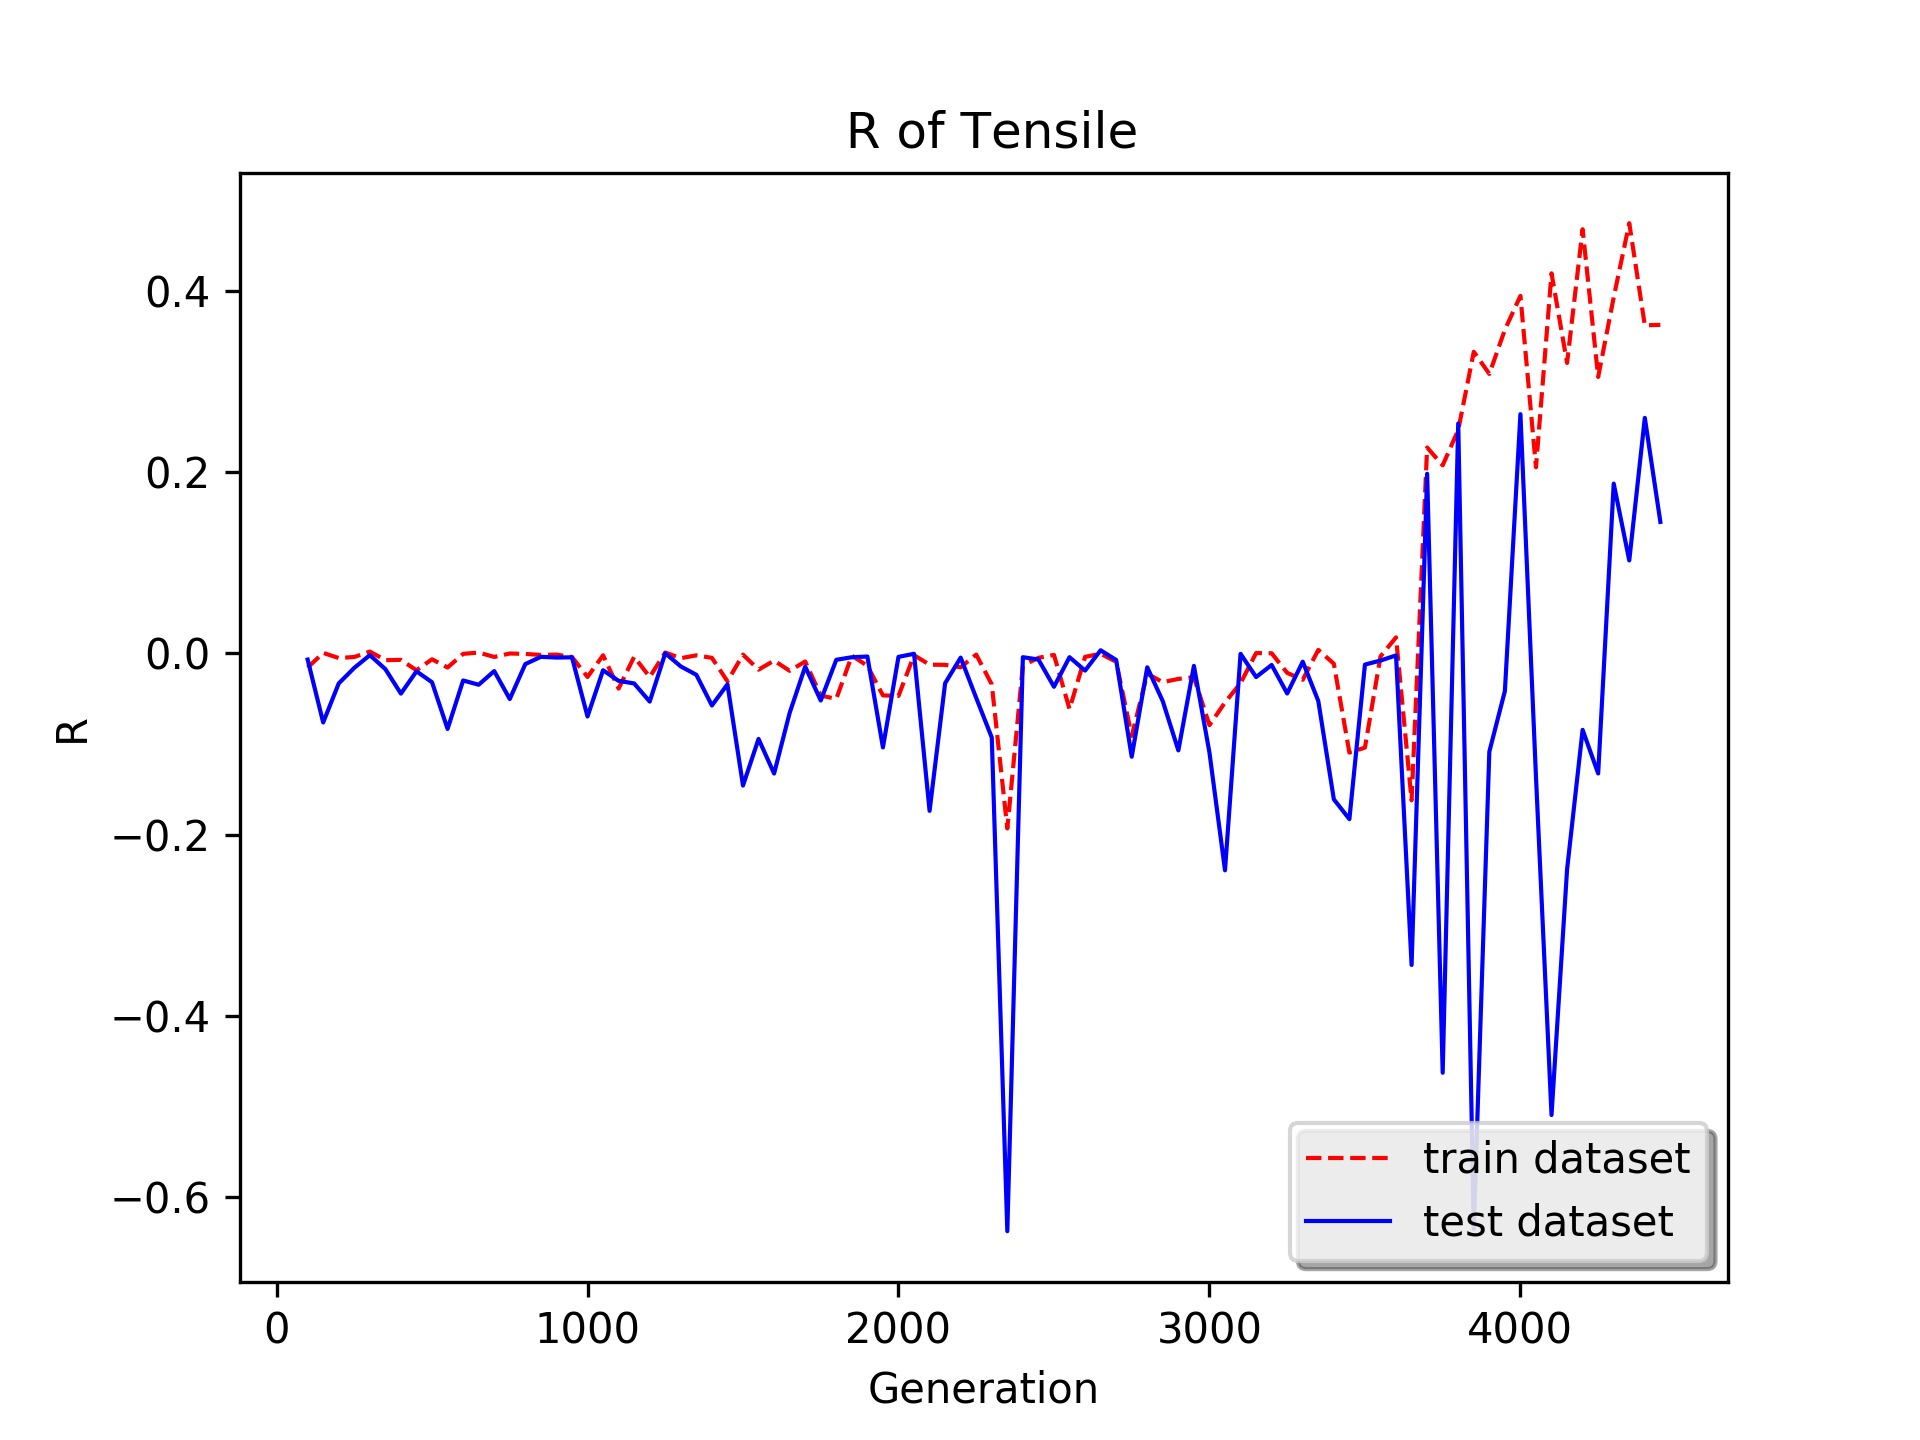 R of Tensile
0.4
0.2
0.0
−0.2
−0.4
−0.6
R
train dataset
test dataset
0 1000 2000 3000 4000
Generation